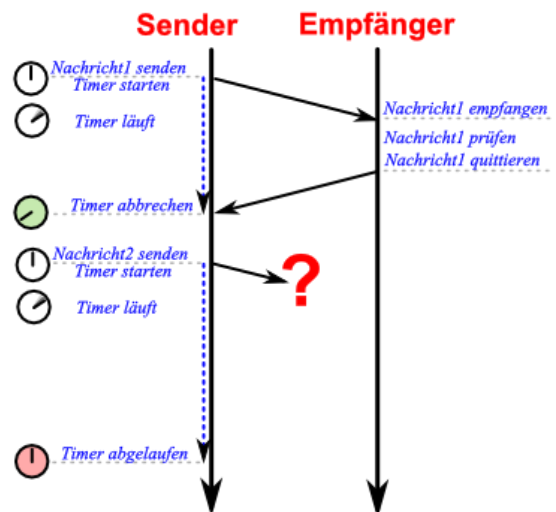 Sender Empfänger
Nachricht1 senden
Timer starten
Timer läuft
Nachricht1 empfangen
Nachricht1 prüfen
Nachricht1 quittieren
Timer abbrechen
Nachricht2 senden
Timer starten
?
Timer läuft
Timer abgelaufen